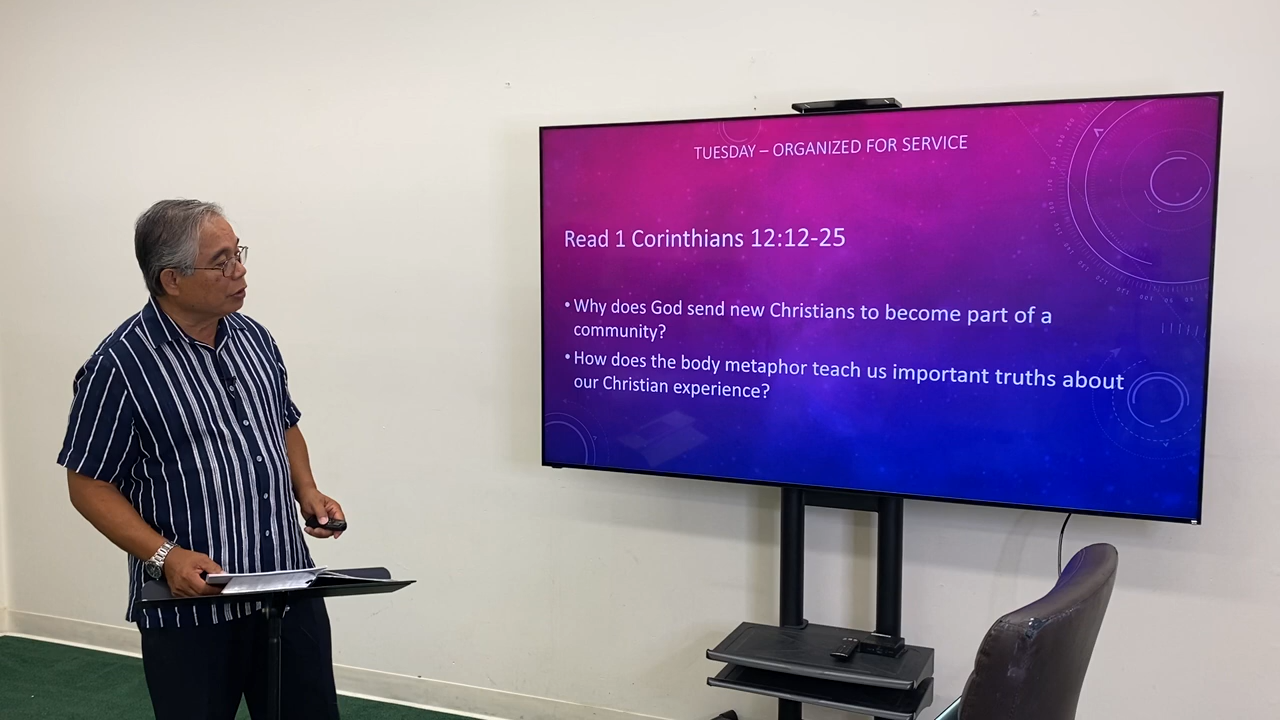 TUESDAY – ORGANIZED FOR SERVICE
Read 1 Corinthians 12:12-25
• Why does God send new Christians to become part of a
community?
• How does the body metaphor teach us important truths about
our Christian experience?